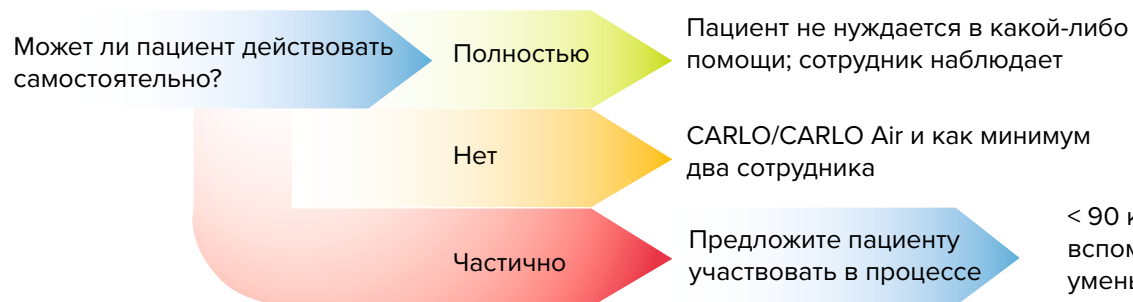 Может ли пациент действовать
самостоятельно?
Полностью
Пациент не нуждается в какой-либо
помощи; сотрудник наблюдает
Нет
CARLO/CARLO Air и как минимум
два сотрудника
Частично
Предложите пациенту
участвовать в процессе
< 90